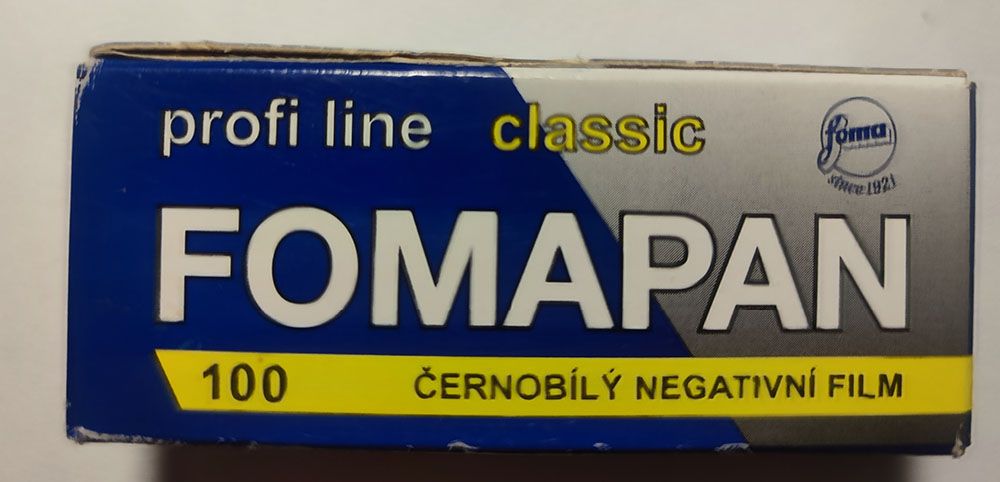 profi line classic
foma
since 1921
FOMAPAN
100 ČERNOBÍLÝ NEGATIVNÍ FILM